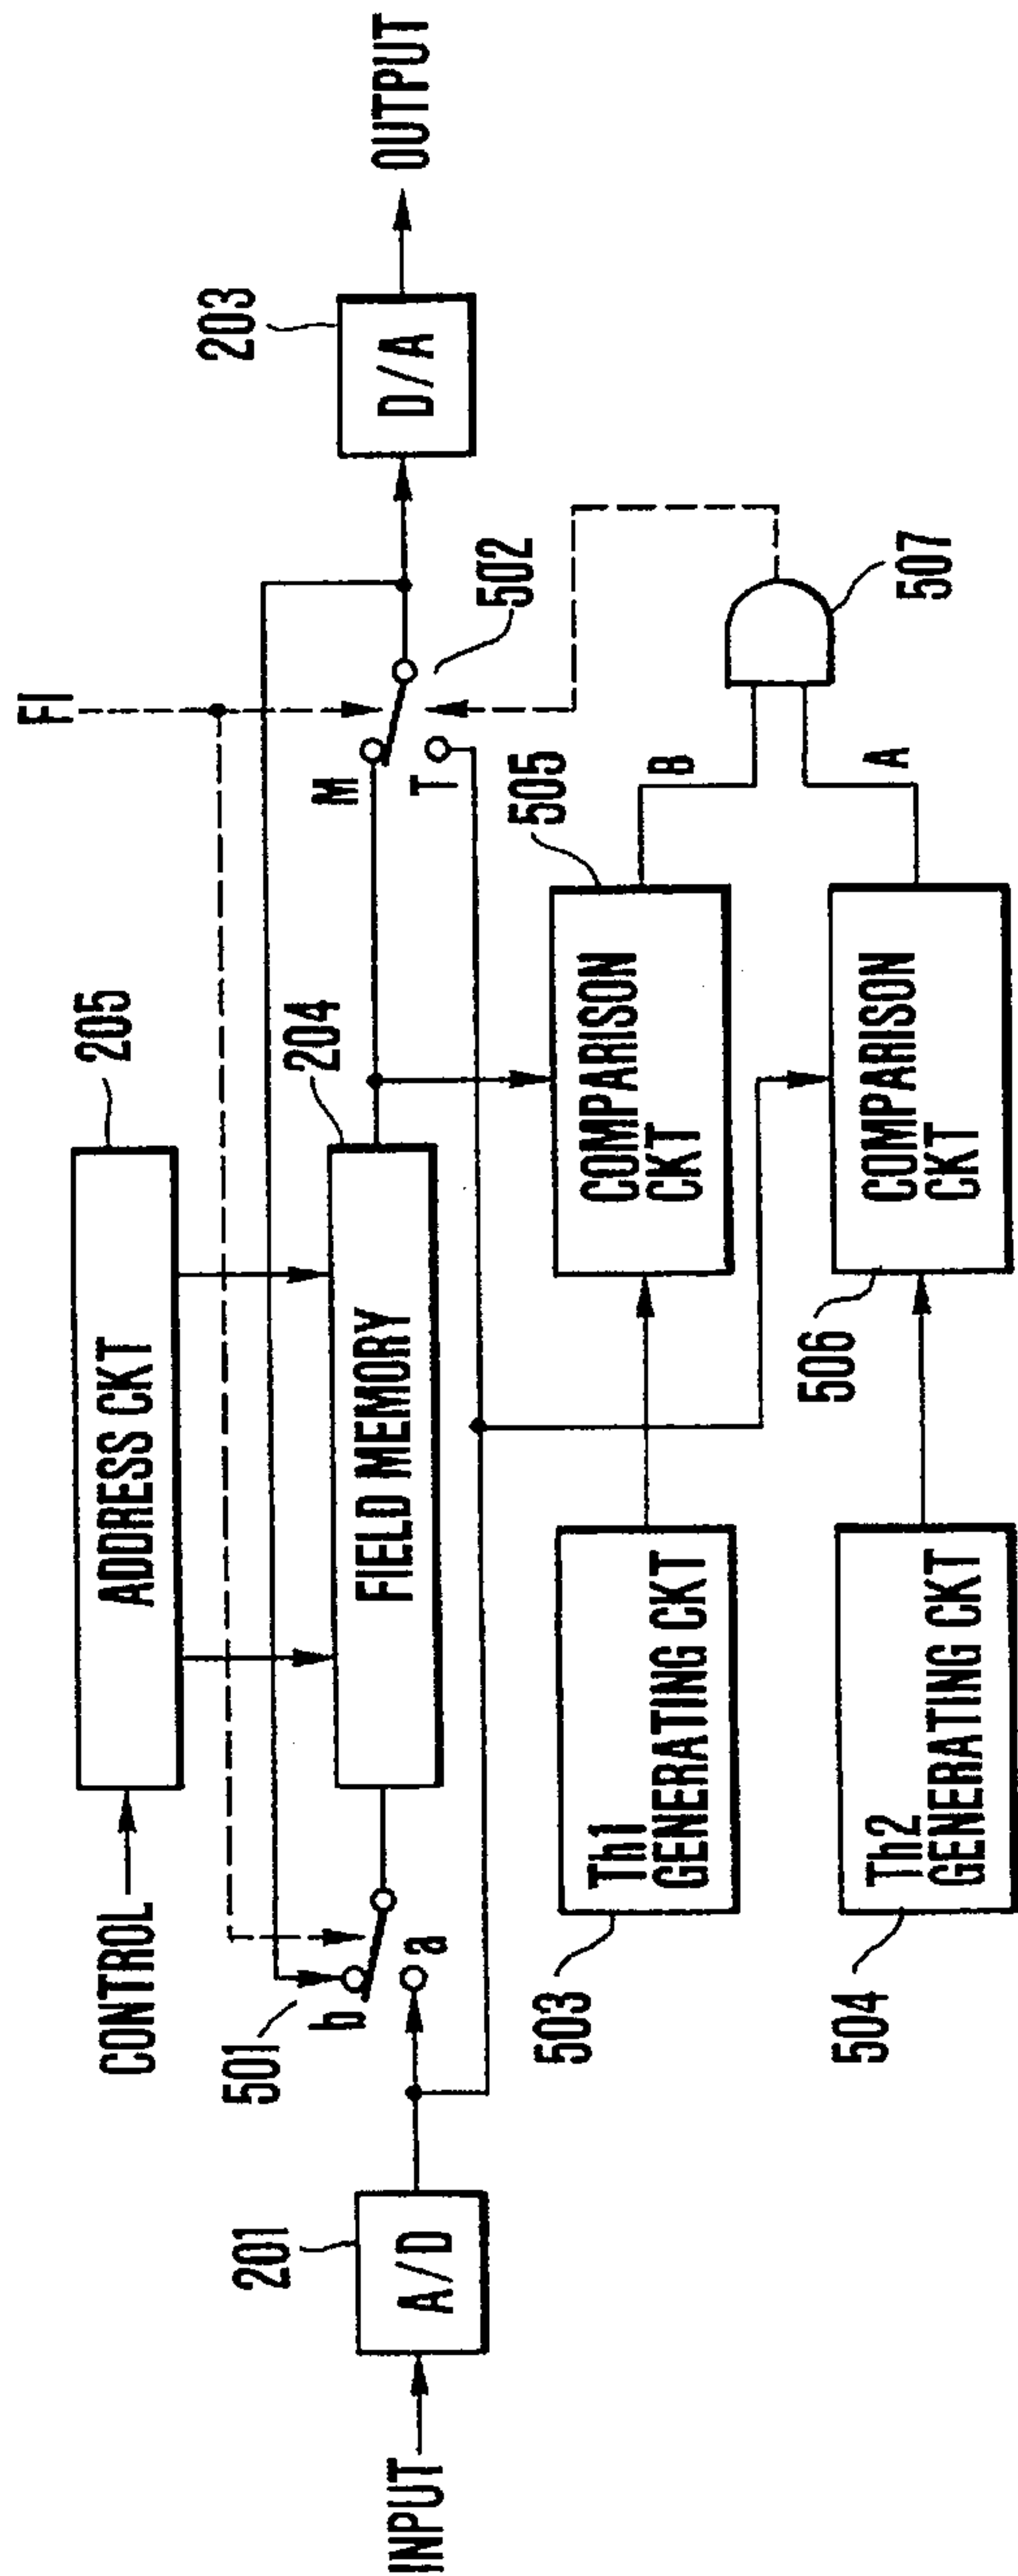 INPUT
201
A/D
CONTROL
501
b
a
ADDRESS CKT
205
FIELD MEMORY
204
FI
M
T
502
203
D/A
OUTPUT
503
Th1
GENERATING CKT
505
COMPARISON
CKT
B
504
Th2
GENERATING CKT
506
COMPARISON
CKT
A
507